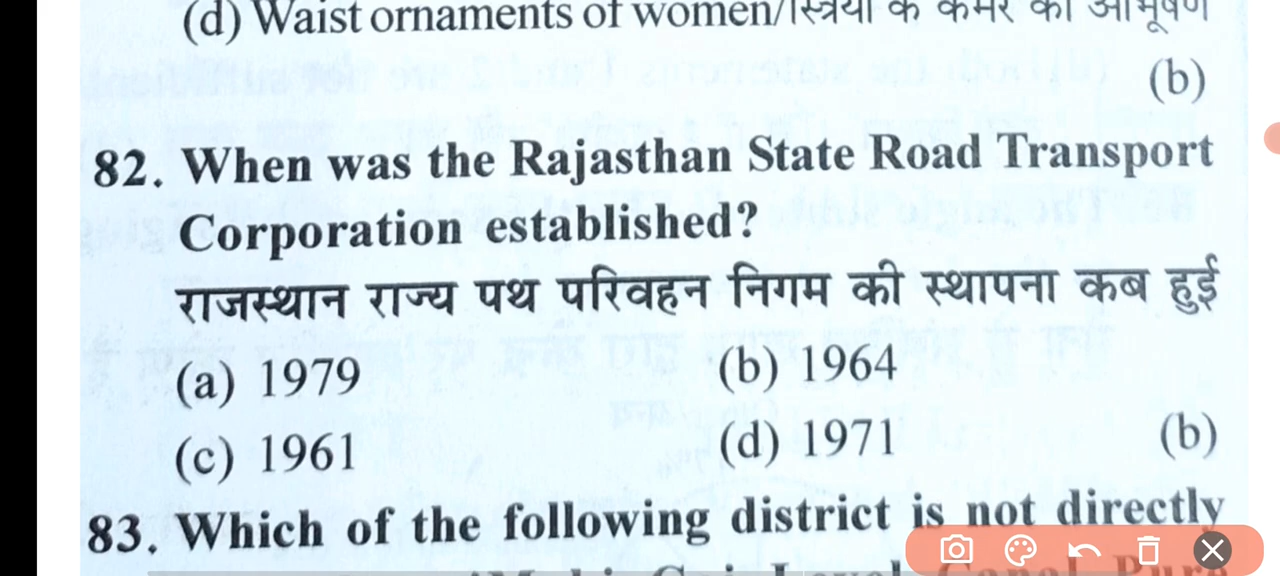 (d) Waist ornaments of women/स्त्रियों के कमर का आभूषण
(b)
82. When was the Rajasthan State Road Transport
Corporation established?
राजस्थान राज्य पथ परिवहन निगम की स्थापना कब हुई
(a) 1979 (b) 1964
(c) 1961 (d) 1971 (b)
83. Which of the following district is not directly